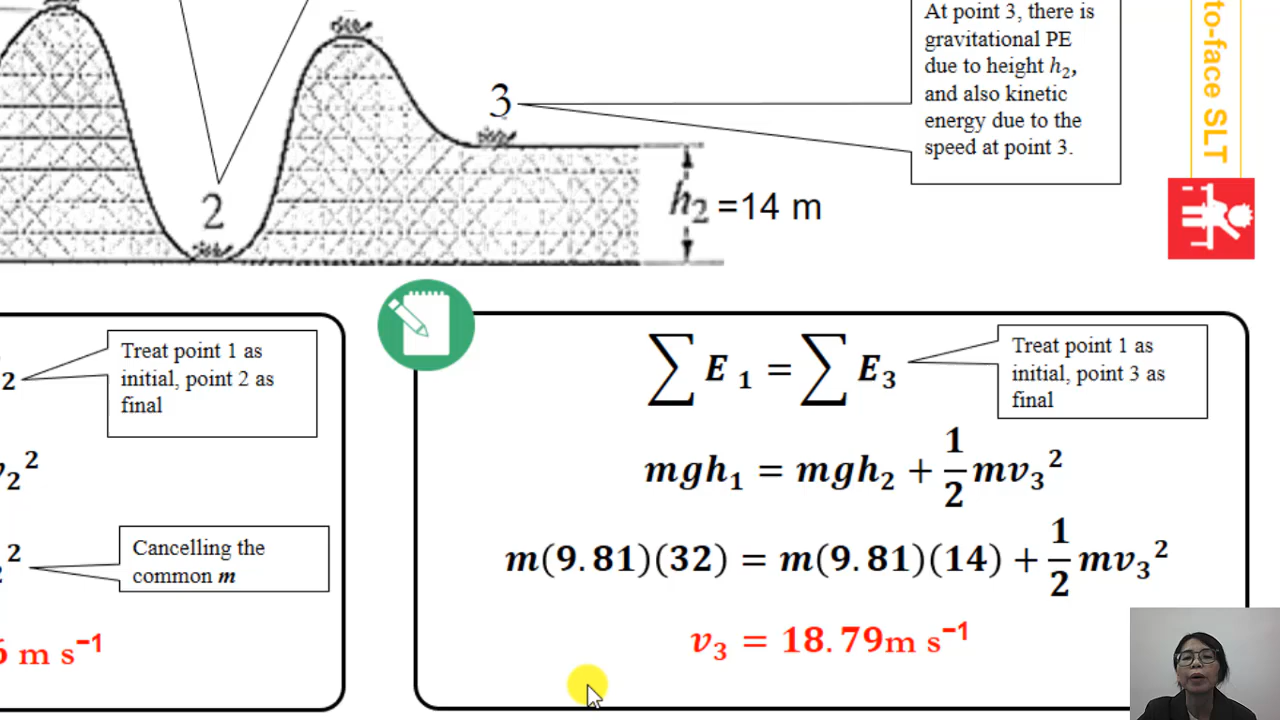 At point 3, there is
gravitational PE
due to height h₂,
and also kinetic
energy due to the
speed at point 3.
to-face SLT
3
2
h₂ =14 m
2
Treat point 1 as
initial, point 2 as
final
v₂²
2
Cancelling the
common m
6 m s⁻¹
∑ E ₁ = ∑ E₃
Treat point 1 as
initial, point 3 as
final
mgh₁ = mgh₂ + 1/2 mv₃²
m(9.81)(32) = m(9.81)(14) + 1/2 mv₃²
v₃ = 18.79m s⁻¹